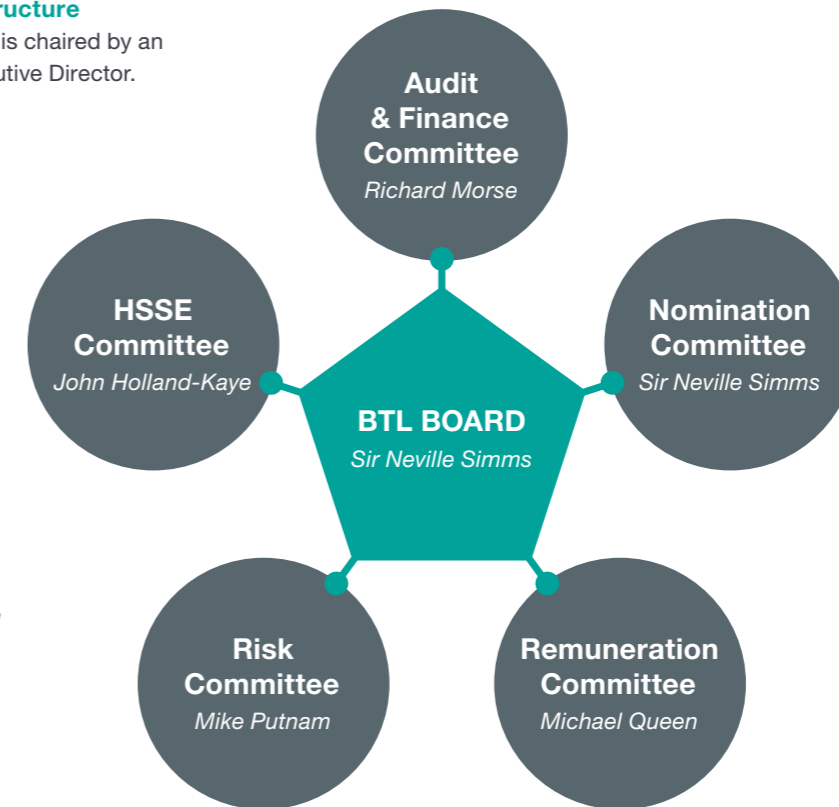 ructure
is chaired by an
utive Director.
Audit
& Finance
Committee
Richard Morse
HSSE
Committee
John Holland-Kaye
Nomination
Committee
Sir Neville Simms
BTL BOARD
Sir Neville Simms
Risk
Committee
Mike Putnam
Remuneration
Committee
Michael Queen